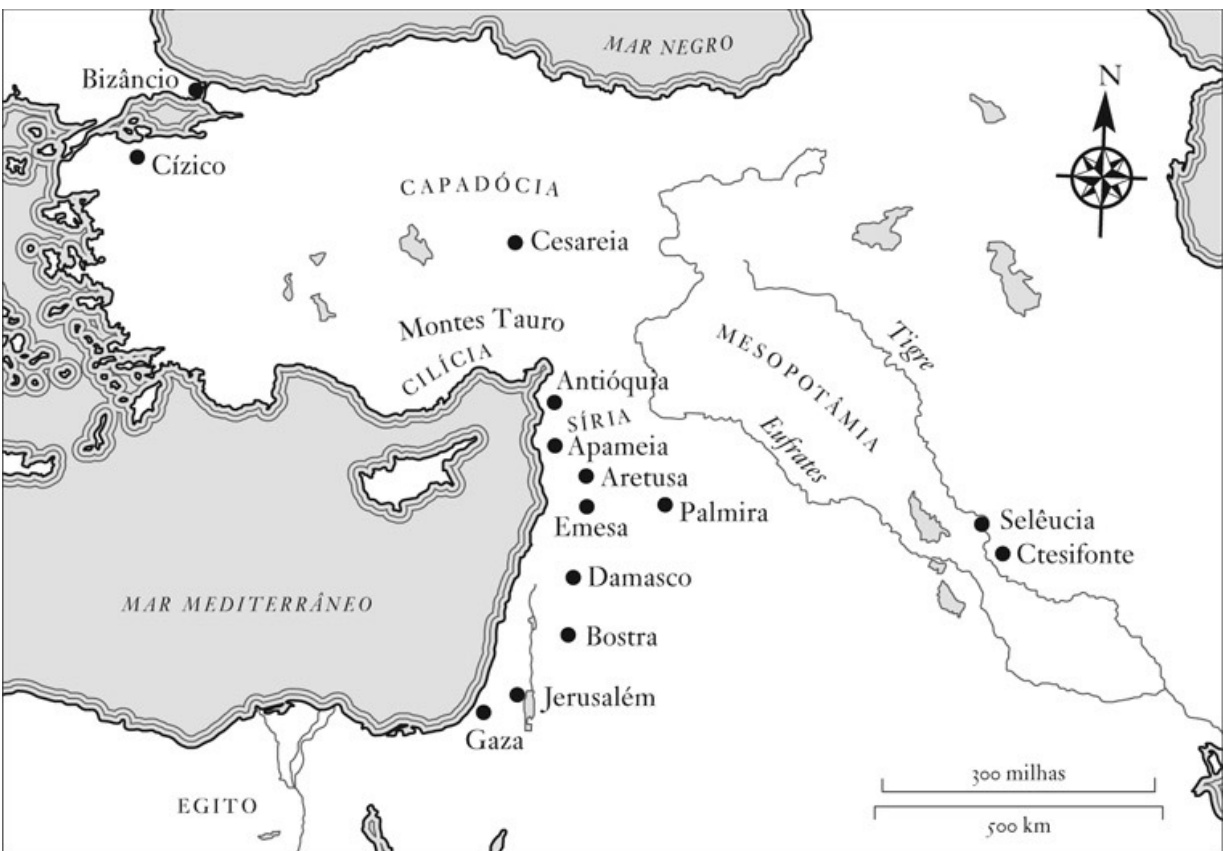 MAR NEGRO
Bizâncio
N
Cízico
CAPADÓCIA
Cesareia
Montes Tauro
CILÍCIA
Tigre
MESOPOTÂMIA
Antióquia
SÍRIA
Eufrates
Apameia
Aretusa
Palmira
Emesa
Selêucia
Ctesifonte
Damasco
MAR MEDITERRÂNEO
Bostra
Jerusalém
Gaza
300 milhas
EGITO
500 km